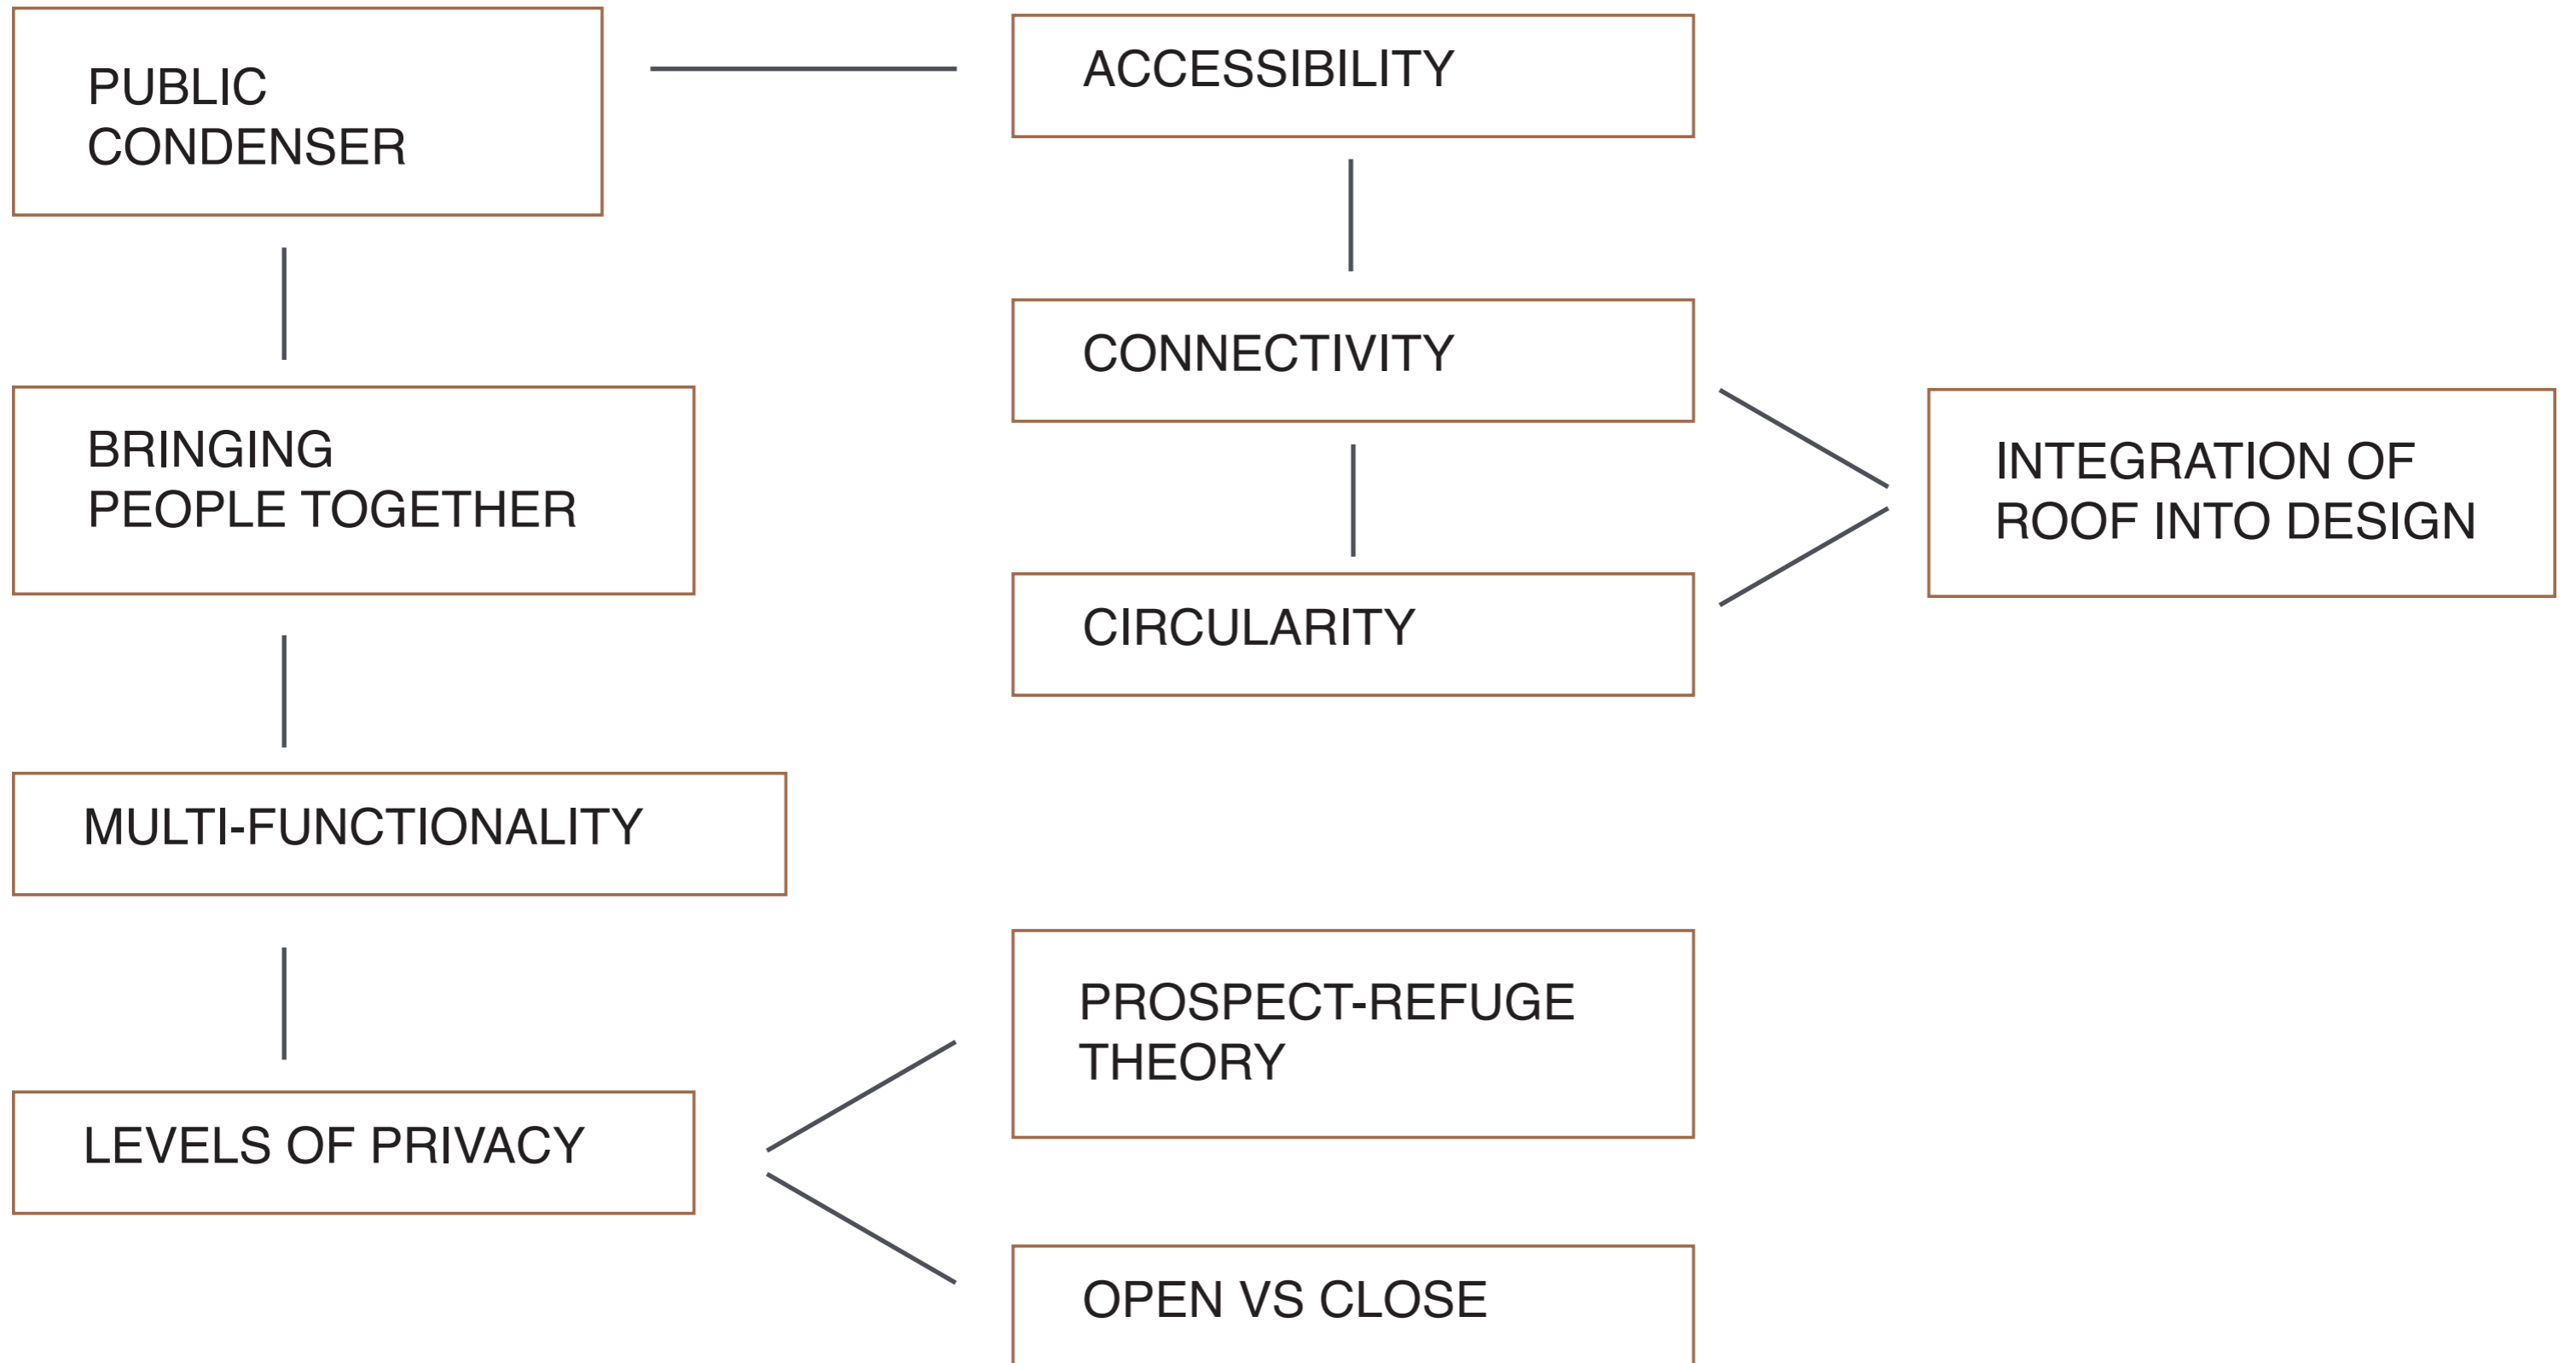 PUBLIC
CONDENSER
ACCESSIBILITY
CONNECTIVITY
BRINGING
PEOPLE TOGETHER
INTEGRATION OF
ROOF INTO DESIGN
CIRCULARITY
MULTI-FUNCTIONALITY
PROSPECT-REFUGE
THEORY
LEVELS OF PRIVACY
OPEN VS CLOSE